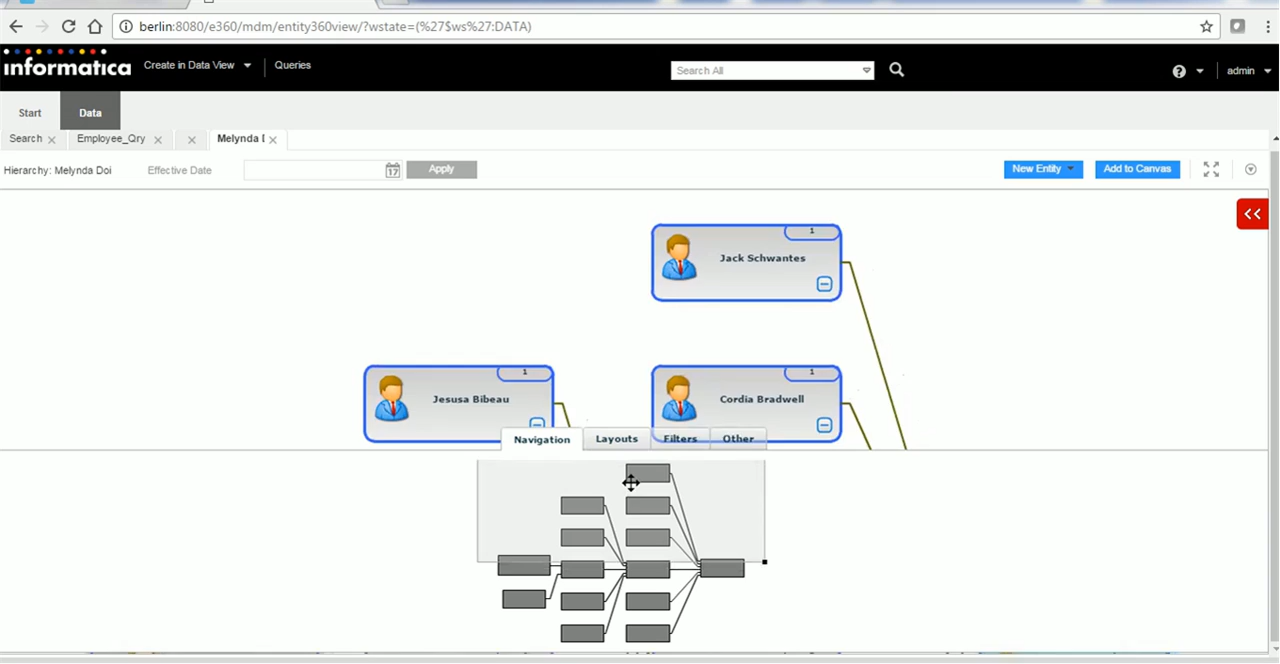 berlin:8080/e360/mdm/entity360view/?wstate=(%27$ws%27:DATA)
informatica Create in Data View Queries Search All ? admin
Start Data
Search Employee_Qry Melynda D
Hierarchy: Melynda Doi Effective Date 17 Apply New Entity Add to Canvas
1
Jack Schwantes
1 1
Jesusa Bibeau Cordia Bradwell
Navigation Layouts Filters Other